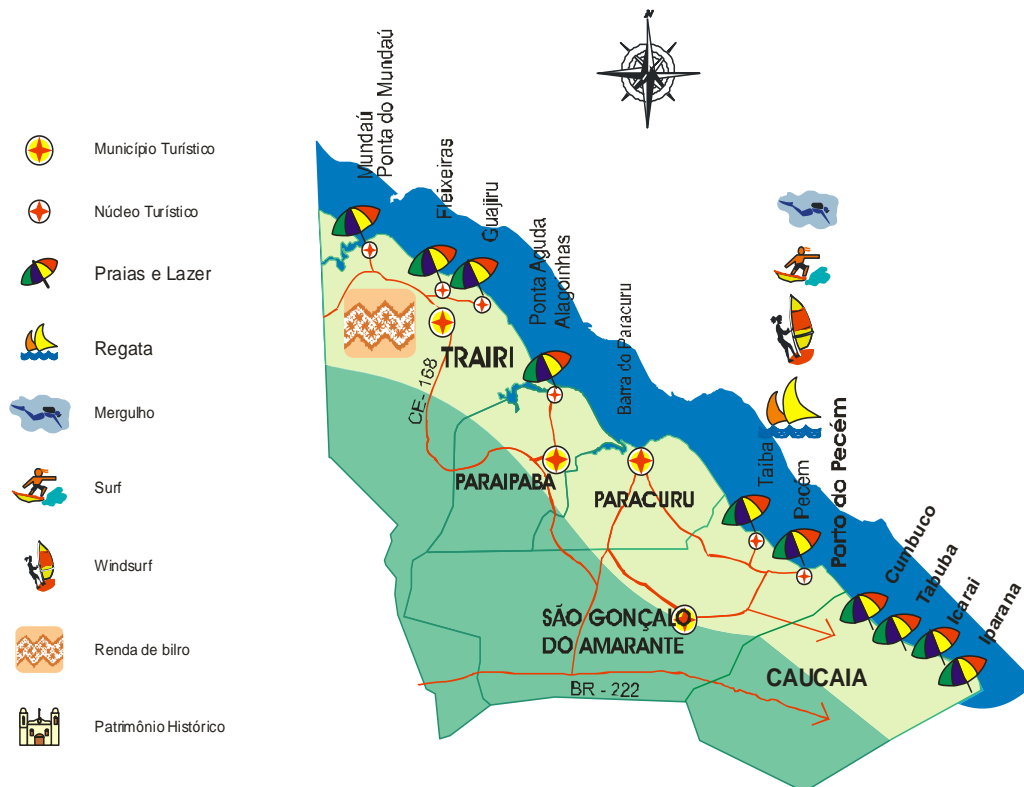 N
Município Turístico
Núcleo Turístico
Praias e Lazer
Regata
Mergulho
Surf
Windsurf
Renda de bilro
Patrimônio Histórico
Mundaú
Ponta do Mundaú
Fleixeiras
Guajiru
Ponta Aguda
Alagoinhas
Barra do Paracuru
Taiba
Pecém
Porto do Pecém
Cumbuco
Tabuba
Icarai
Iparana
TRAIRI
CE- 168
PARAIPABA
PARACURU
SÃO GONÇALO
DO AMARANTE
CAUCAIA
BR - 222